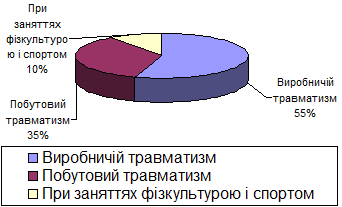 При
заняттях
фізкультуро
ю і спортом
10%
Побутовий
травматизм
35%
Виробничій
травматизм
55%
Виробничій травматизм
Побутовий травматизм
При заняттях фізкультурою і спортом